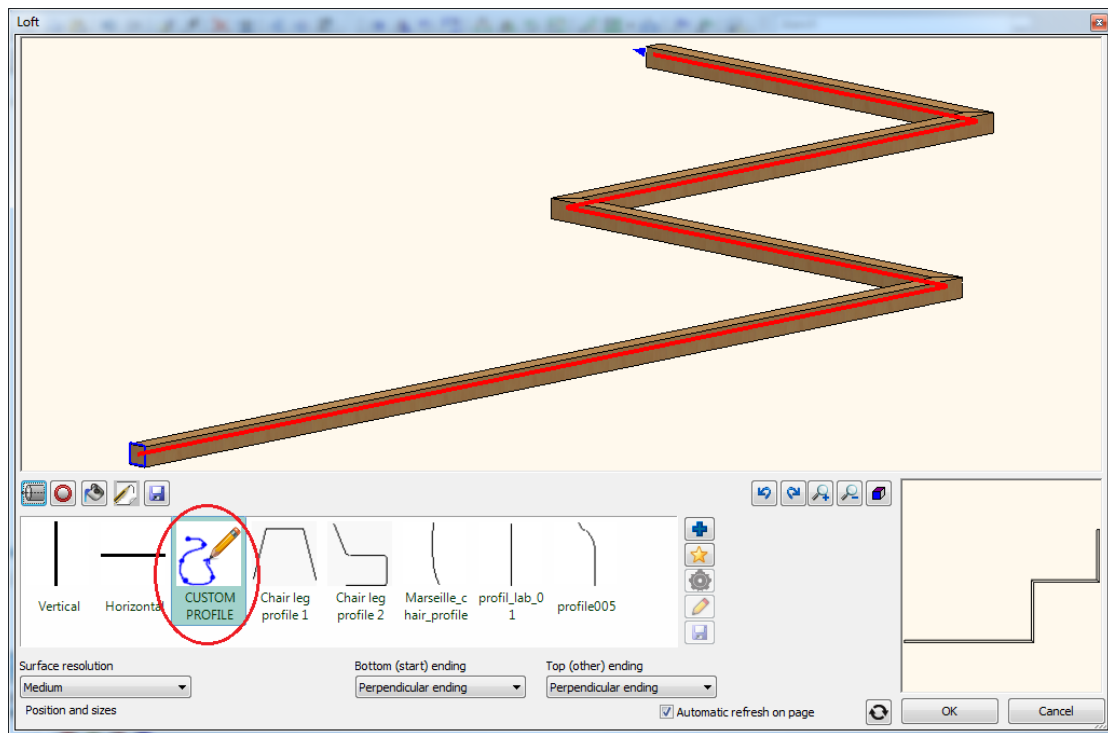 Loft
Vertical
Horizontal
CUSTOM
PROFILE
Chair leg
profile 1
Chair leg
profile 2
Marseille_c
hair_profile
profil_lab_0
1
profile005
Surface resolution
Bottom (start) ending
Top (other) ending
Medium
Perpendicular ending
Perpendicular ending
Position and sizes
Automatic refresh on page
OK
Cancel